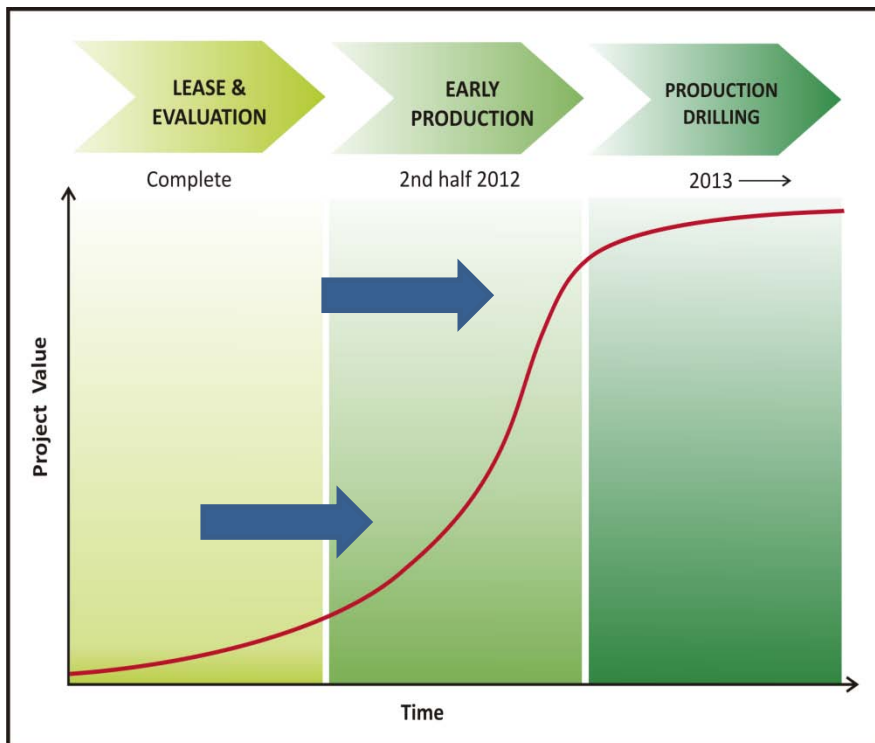 LEASE &
EVALUATION
EARLY
PRODUCTION
PRODUCTION
DRILLING
Complete
2nd half 2012
2013 ⟶
Project Value
Time